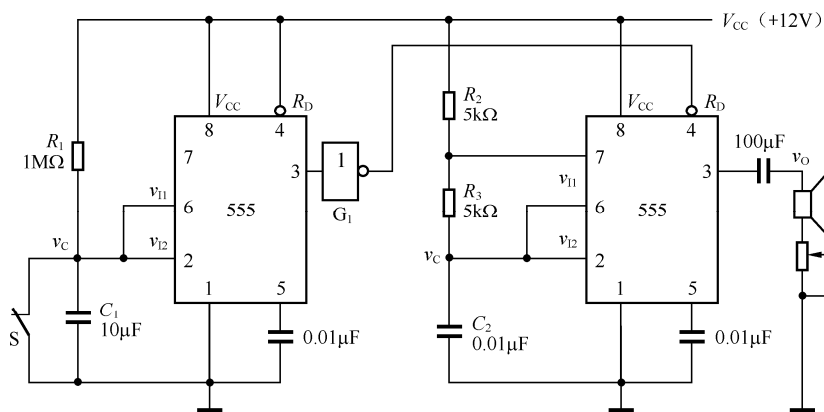 V_CC (+12V)
V_CC R_D
8 4
R_1
1MΩ
7
3
1
v_I1
6
555
G_1
v_C
v_I2
2
1 5
S
C_1
10μF
0.01μF
R_2
5kΩ
V_CC R_D
8 4
100μF
v_O
7
3
v_I1
R_3
5kΩ
6
555
v_C
v_I2
2
1 5
C_2
0.01μF
0.01μF